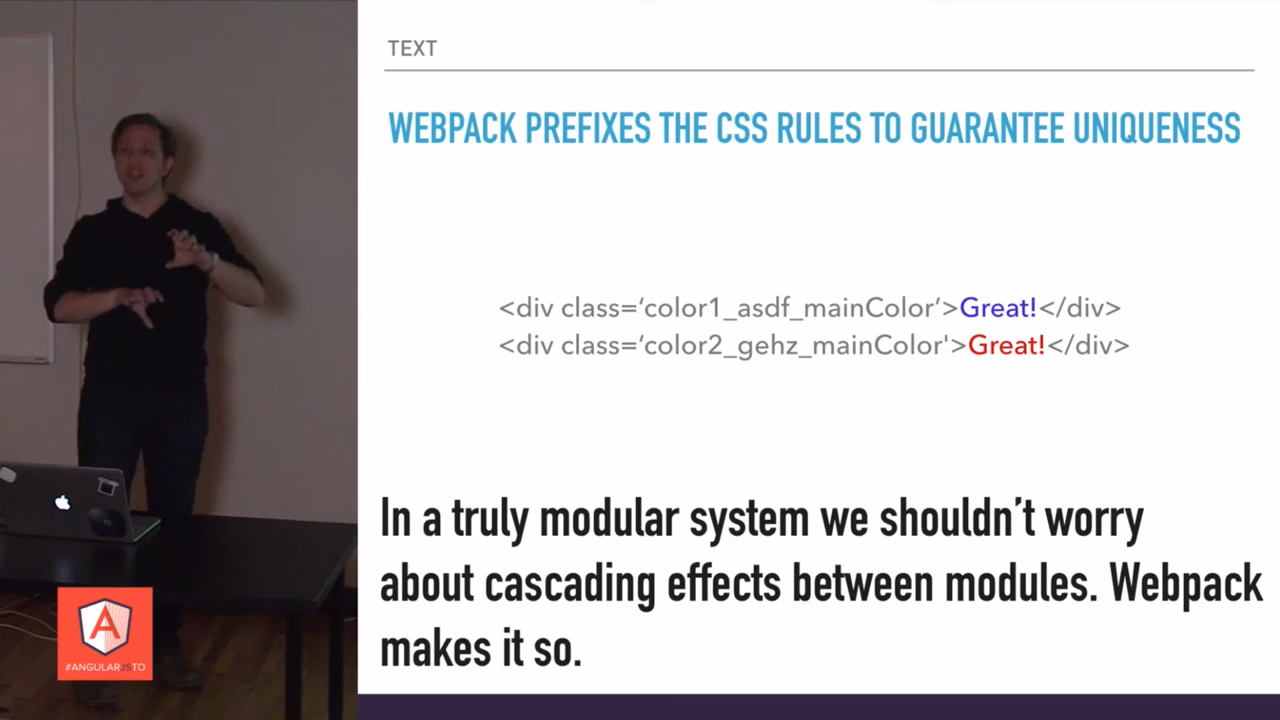 TEXT
WEBPACK PREFIXES THE CSS RULES TO GUARANTEE UNIQUENESS
<div class=‘color1_asdf_mainColor’>Great!</div>
<div class=‘color2_gehz_mainColor'>Great!</div>
In a truly modular system we shouldn’t worry
about cascading effects between modules. Webpack
makes it so.
A
#ANGULARJSTO